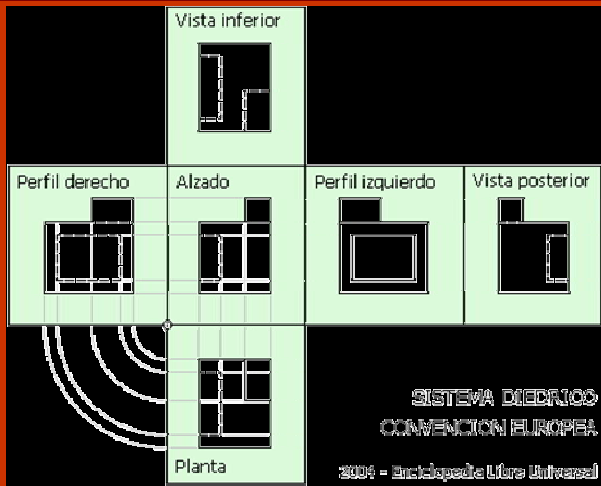 Vista inferior
Perfil derecho
Alzado
Perfil izquierdo
Vista posterior
SISTEMA DIEDRICO
CONVENCION EUROPEA
Planta
2004 - Enciclopedia Libre Universal